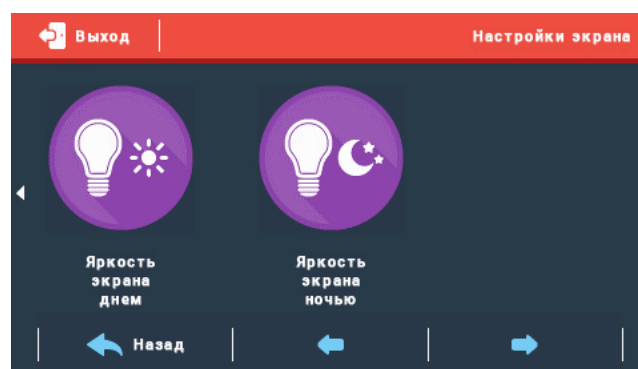 Выход
Настройки экрана
Яркость
экрана
днем
Яркость
экрана
ночью
Назад